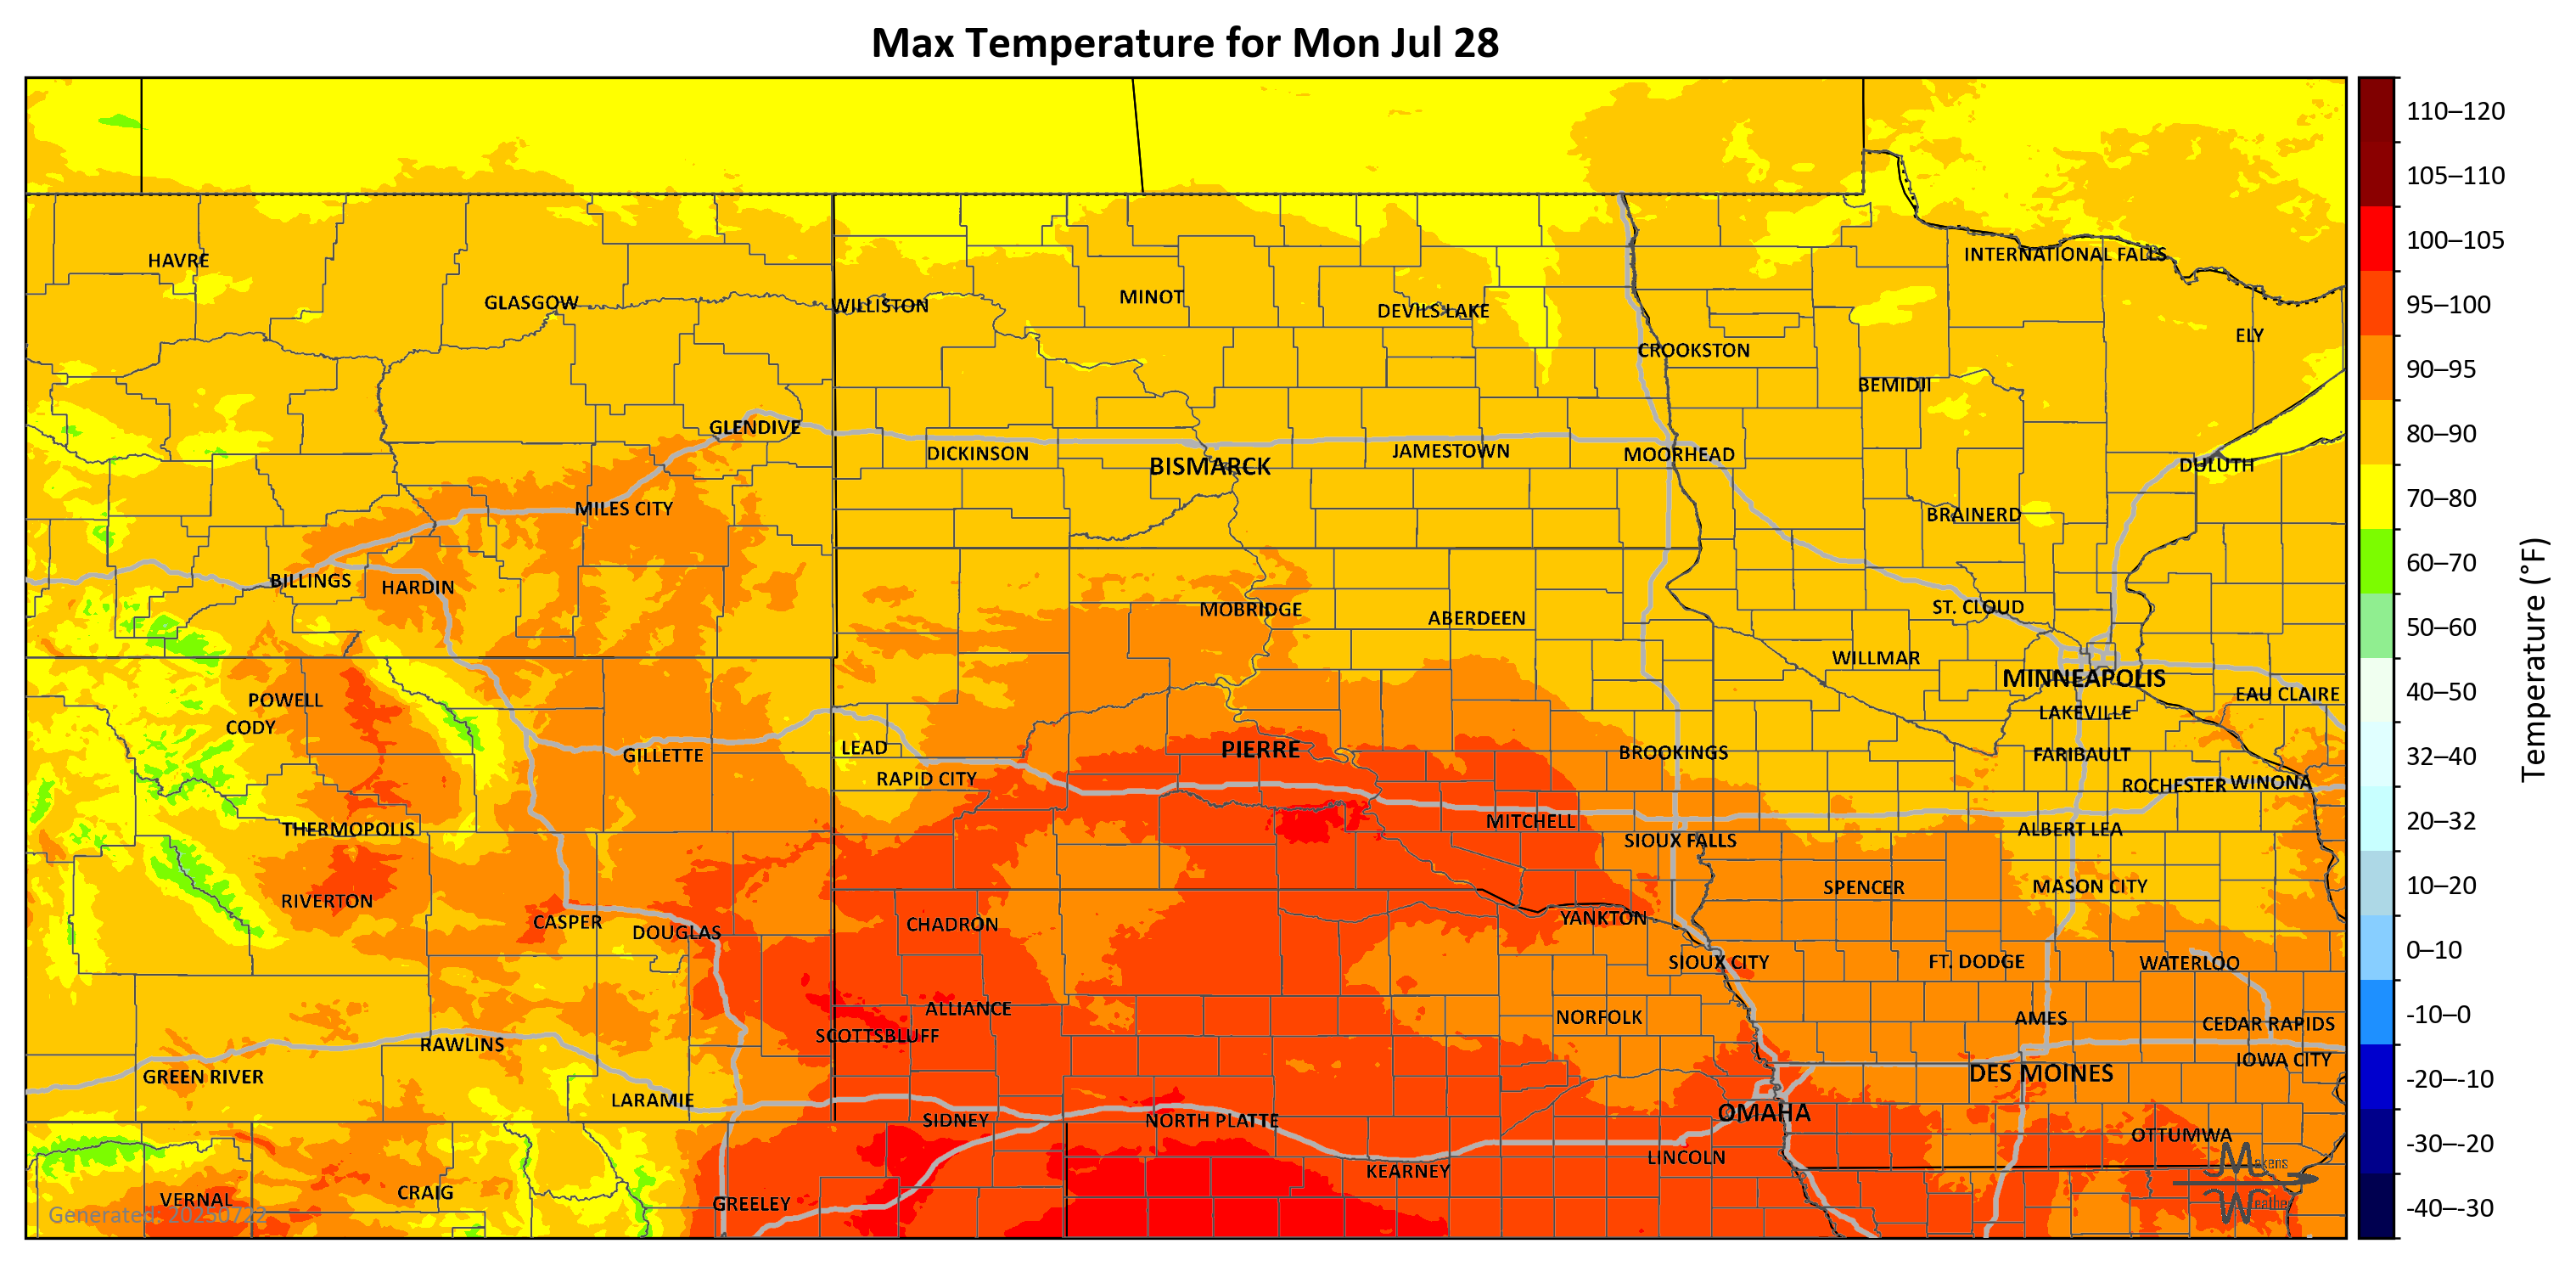 Max Temperature for Mon Jul 28
110–120
105–110
100–105
95–100
90–95
80–90
70–80
60–70
50–60
40–50
32–40
20–32
10–20
0–10
-10–0
-20–-10
-30–-20
-40–-30
Temperature (°F)
HAVRE
INTERNATIONAL FALLS
GLASGOW
WILLISTON
MINOT
DEVILS LAKE
ELY
CROOKSTON
BEMIDJI
GLENDIVE
DICKINSON
BISMARCK
JAMESTOWN
MOORHEAD
DULUTH
MILES CITY
BRAINERD
BILLINGS
HARDIN
MOBRIDGE
ABERDEEN
ST. CLOUD
WILLMAR
MINNEAPOLIS
POWELL
EAU CLAIRE
CODY
LAKEVILLE
GILLETTE
LEAD
PIERRE
BROOKINGS
FARIBAULT
RAPID CITY
ROCHESTER
WINONA
THERMOPOLIS
MITCHELL
ALBERT LEA
SIOUX FALLS
RIVERTON
SPENCER
MASON CITY
CASPER
DOUGLAS
CHADRON
YANKTON
SIOUX CITY
FT. DODGE
WATERLOO
ALLIANCE
NORFOLK
AMES
CEDAR RAPIDS
SCOTTSBLUFF
RAWLINS
IOWA CITY
GREEN RIVER
DES MOINES
LARAMIE
SIDNEY
NORTH PLATTE
OMAHA
OTTUMWA
LINCOLN
KEARNEY
VERNAL
CRAIG
GREELEY
Generated: 20250722
Makens
Weather